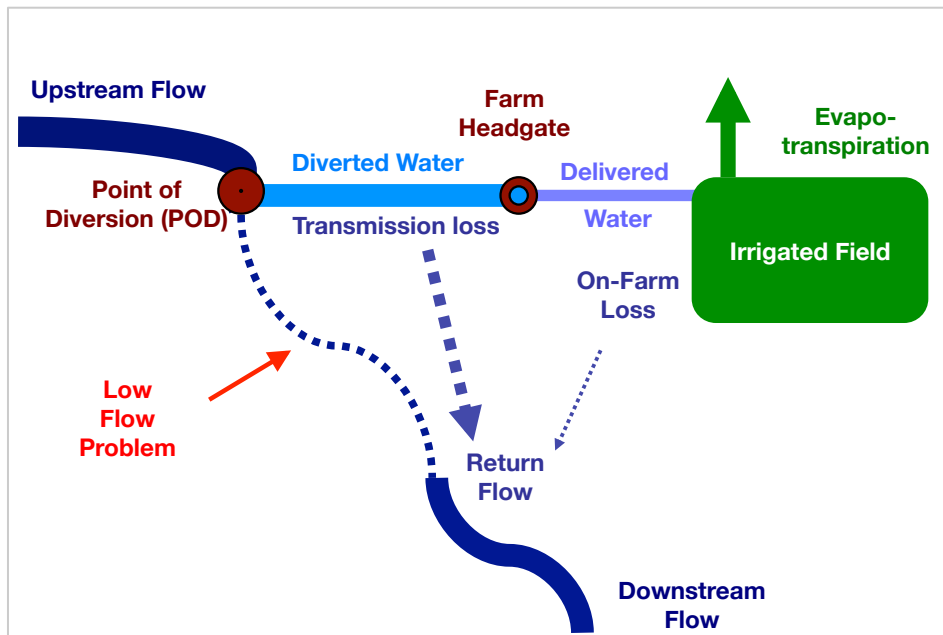 Upstream Flow
Point of
Diversion (POD)
Diverted Water
Transmission loss
Farm
Headgate
Delivered
Water
Evapo-
transpiration
Irrigated Field
On-Farm
Loss
Low
Flow
Problem
Return
Flow
Downstream
Flow